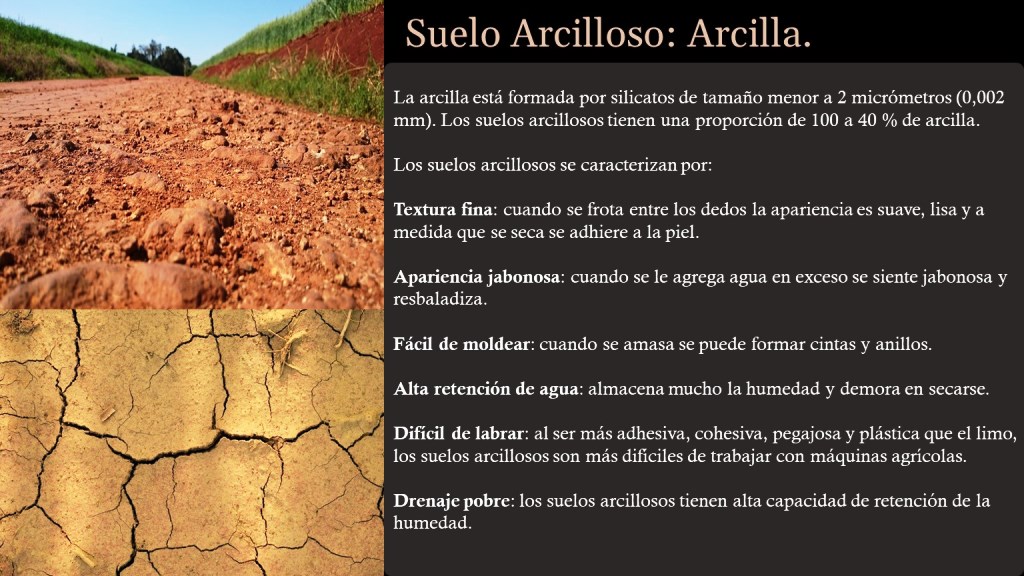 Suelo Arcilloso: Arcilla.
La arcilla está formada por silicatos de tamaño menor a 2 micrómetros (0,002
mm). Los suelos arcillosos tienen una proporción de 100 a 40 % de arcilla.
Los suelos arcillosos se caracterizan por:
Textura fina: cuando se frota entre los dedos la apariencia es suave, lisa y a
medida que se seca se adhiere a la piel.
Apariencia jabonosa: cuando se le agrega agua en exceso se siente jabonosa y
resbaladiza.
Fácil de moldear: cuando se amasa se puede formar cintas y anillos.
Alta retención de agua: almacena mucho la humedad y demora en secarse.
Difícil de labrar: al ser más adhesiva, cohesiva, pegajosa y plástica que el limo,
los suelos arcillosos son más difíciles de trabajar con máquinas agrícolas.
Drenaje pobre: los suelos arcillosos tienen alta capacidad de retención de la
humedad.